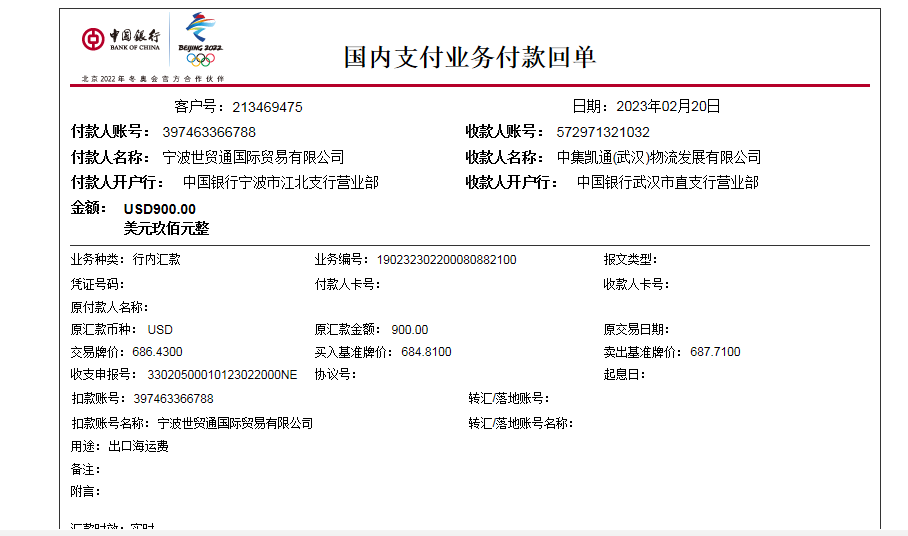 中国银行 BEIJING 2022
BANK OF CHINA
北京2022年冬奥会官方合作伙伴
国内支付业务付款回单
客户号：213469475 日期：2023年02月20日
付款人账号：397463366788 收款人账号：572971321032
付款人名称：宁波世贸通国际贸易有限公司 收款人名称：中集凯通(武汉)物流发展有限公司
付款人开户行：中国银行宁波市江北支行营业部 收款人开户行：中国银行武汉市直支行营业部
金额：USD900.00
美元玖佰元整
业务种类：行内汇款 业务编号：190232302200080882100 报文类型：
凭证号码： 付款人卡号： 收款人卡号：
原付款人名称：
原汇款币种：USD 原汇款金额：900.00 原交易日期：
交易牌价：686.4300 买入基准牌价：684.8100 卖出基准牌价：687.7100
收支申报号：33020500010123022000NE 协议号： 起息日：
扣款账号：397463366788 转汇/落地账号：
扣款账号名称：宁波世贸通国际贸易有限公司 转汇/落地账号名称：
用途：出口海运费
备注：
附言：
汇款时效：实时